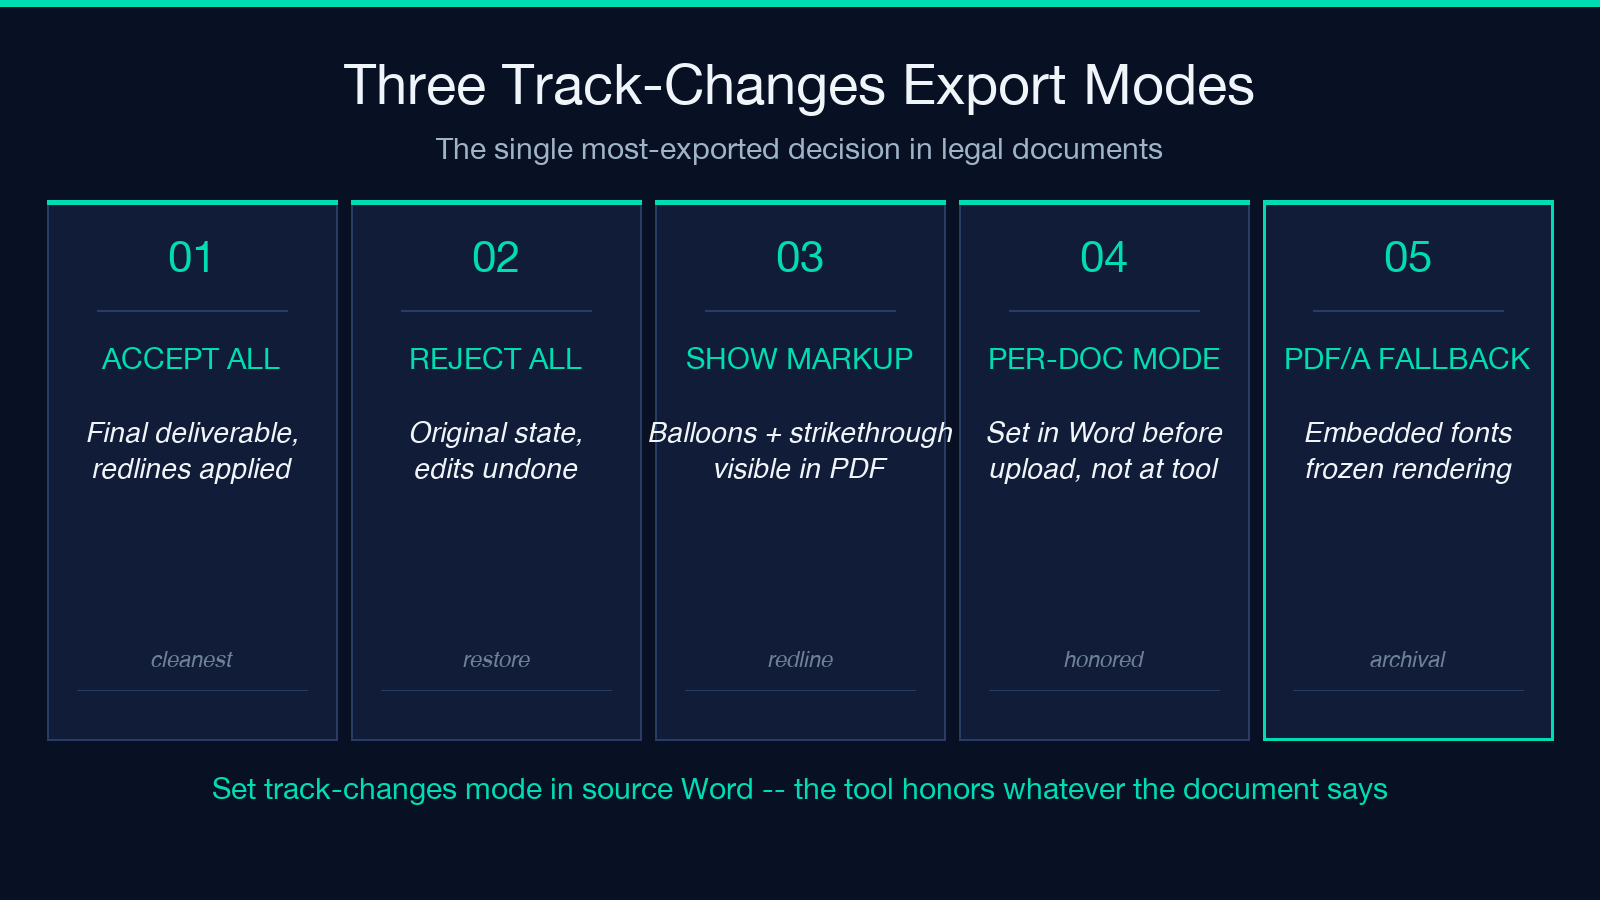 Three Track-Changes Export Modes
The single most-exported decision in legal documents
01
ACCEPT ALL
Final deliverable,
redlines applied
cleanest
02
REJECT ALL
Original state,
edits undone
restore
03
SHOW MARKUP
Balloons + strikethrough
visible in PDF
redline
04
PER-DOC MODE
Set in Word before
upload, not at tool
honored
05
PDF/A FALLBACK
Embedded fonts
frozen rendering
archival
Set track-changes mode in source Word -- the tool honors whatever the document says